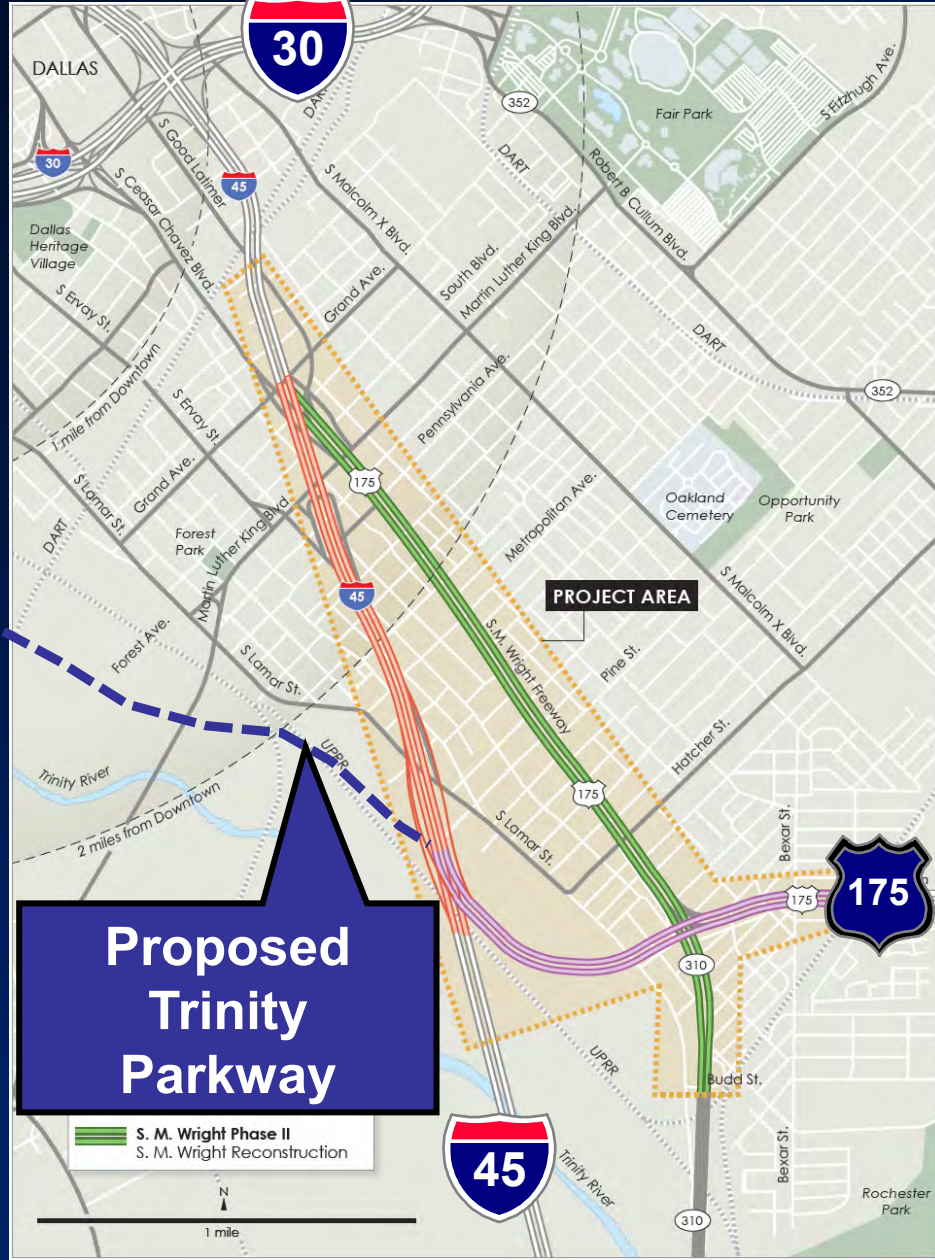 30
DALLAS
352
Fair Park
S Fitzhugh Ave.
DART
30
S Good Latimer
45
S Malcolm X Blvd.
DART
Robert B Cullum Blvd.
S Ceasar Chavez Blvd.
Dallas
Heritage
Village
South Blvd.
Martin Luther King Blvd.
Grand Ave.
S Ervay St.
DART
352
1 mile from Downtown
S Ervay St.
Pennsylvania Ave.
Grand Ave.
175
S Lamar St.
Oakland
Cemetery
Opportunity
Park
Metropolitan Ave.
DART
Forest
Park
Martin Luther King Blvd.
45
PROJECT AREA
S Malcolm X Blvd.
Forest Ave.
S Lamar St.
S.M. Wright Freeway
Pine St.
Hatcher St.
UPRR
Trinity River
2 miles from Downtown
175
S Lamar St.
Bexar St.
175
175
Proposed
Trinity
Parkway
310
UPRR
Budd St.
S. M. Wright Phase II
S. M. Wright Reconstruction
45
Trinity River
Bexar St.
Rochester
Park
N
1 mile
310